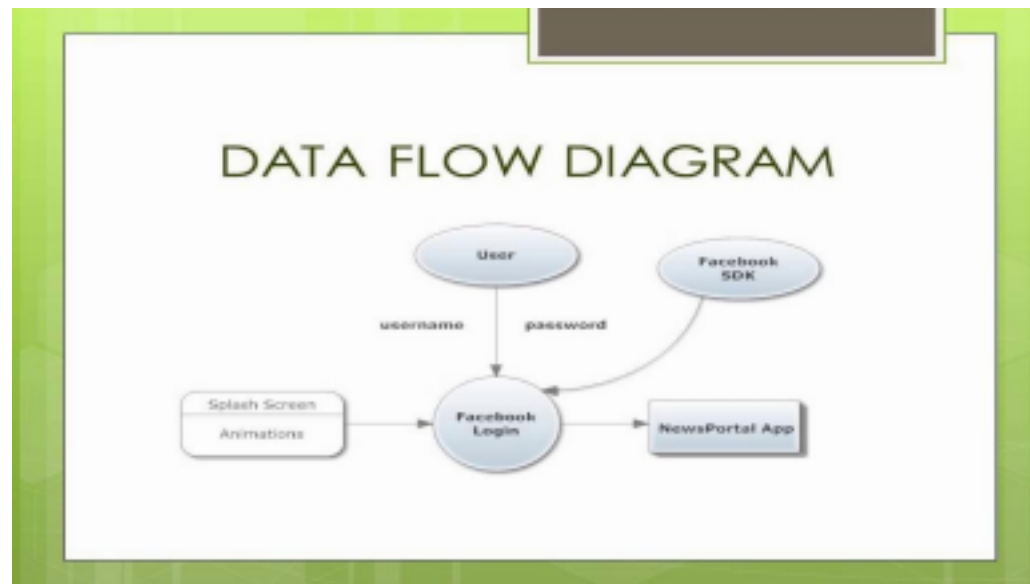 DATA FLOW DIAGRAM
User
Facebook
SDK
username
password
Splash Screen
Animations
Facebook
Login
NewsPortal App